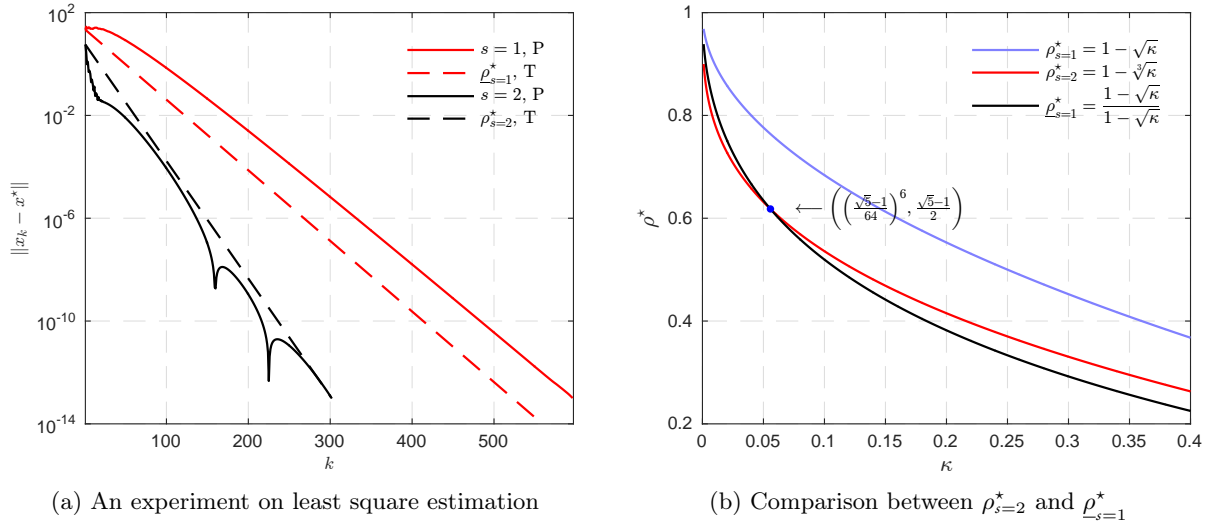 10^2
10^{-2}
10^{-6}
10^{-10}
10^{-14}
100
200
300
400
500
k
||x_k − x^⋆||
s = 1, P
ρ̲^⋆_{s=1}, T
s = 2, P
ρ^⋆_{s=2}, T
(a) An experiment on least square estimation
1
0.8
0.6
0.4
0.2
0
0.05
0.1
0.15
0.2
0.25
0.3
0.35
0.4
κ
ρ^⋆
ρ^⋆_{s=1} = 1 − √κ
ρ^⋆_{s=2} = 1 − ∛κ
ρ̲^⋆_{s=1} = (1 − √κ)/(1 − √κ)
⟵ (((√5−1)/64)^6, (√5−1)/2)
(b) Comparison between ρ^⋆_{s=2} and ρ̲^⋆_{s=1}